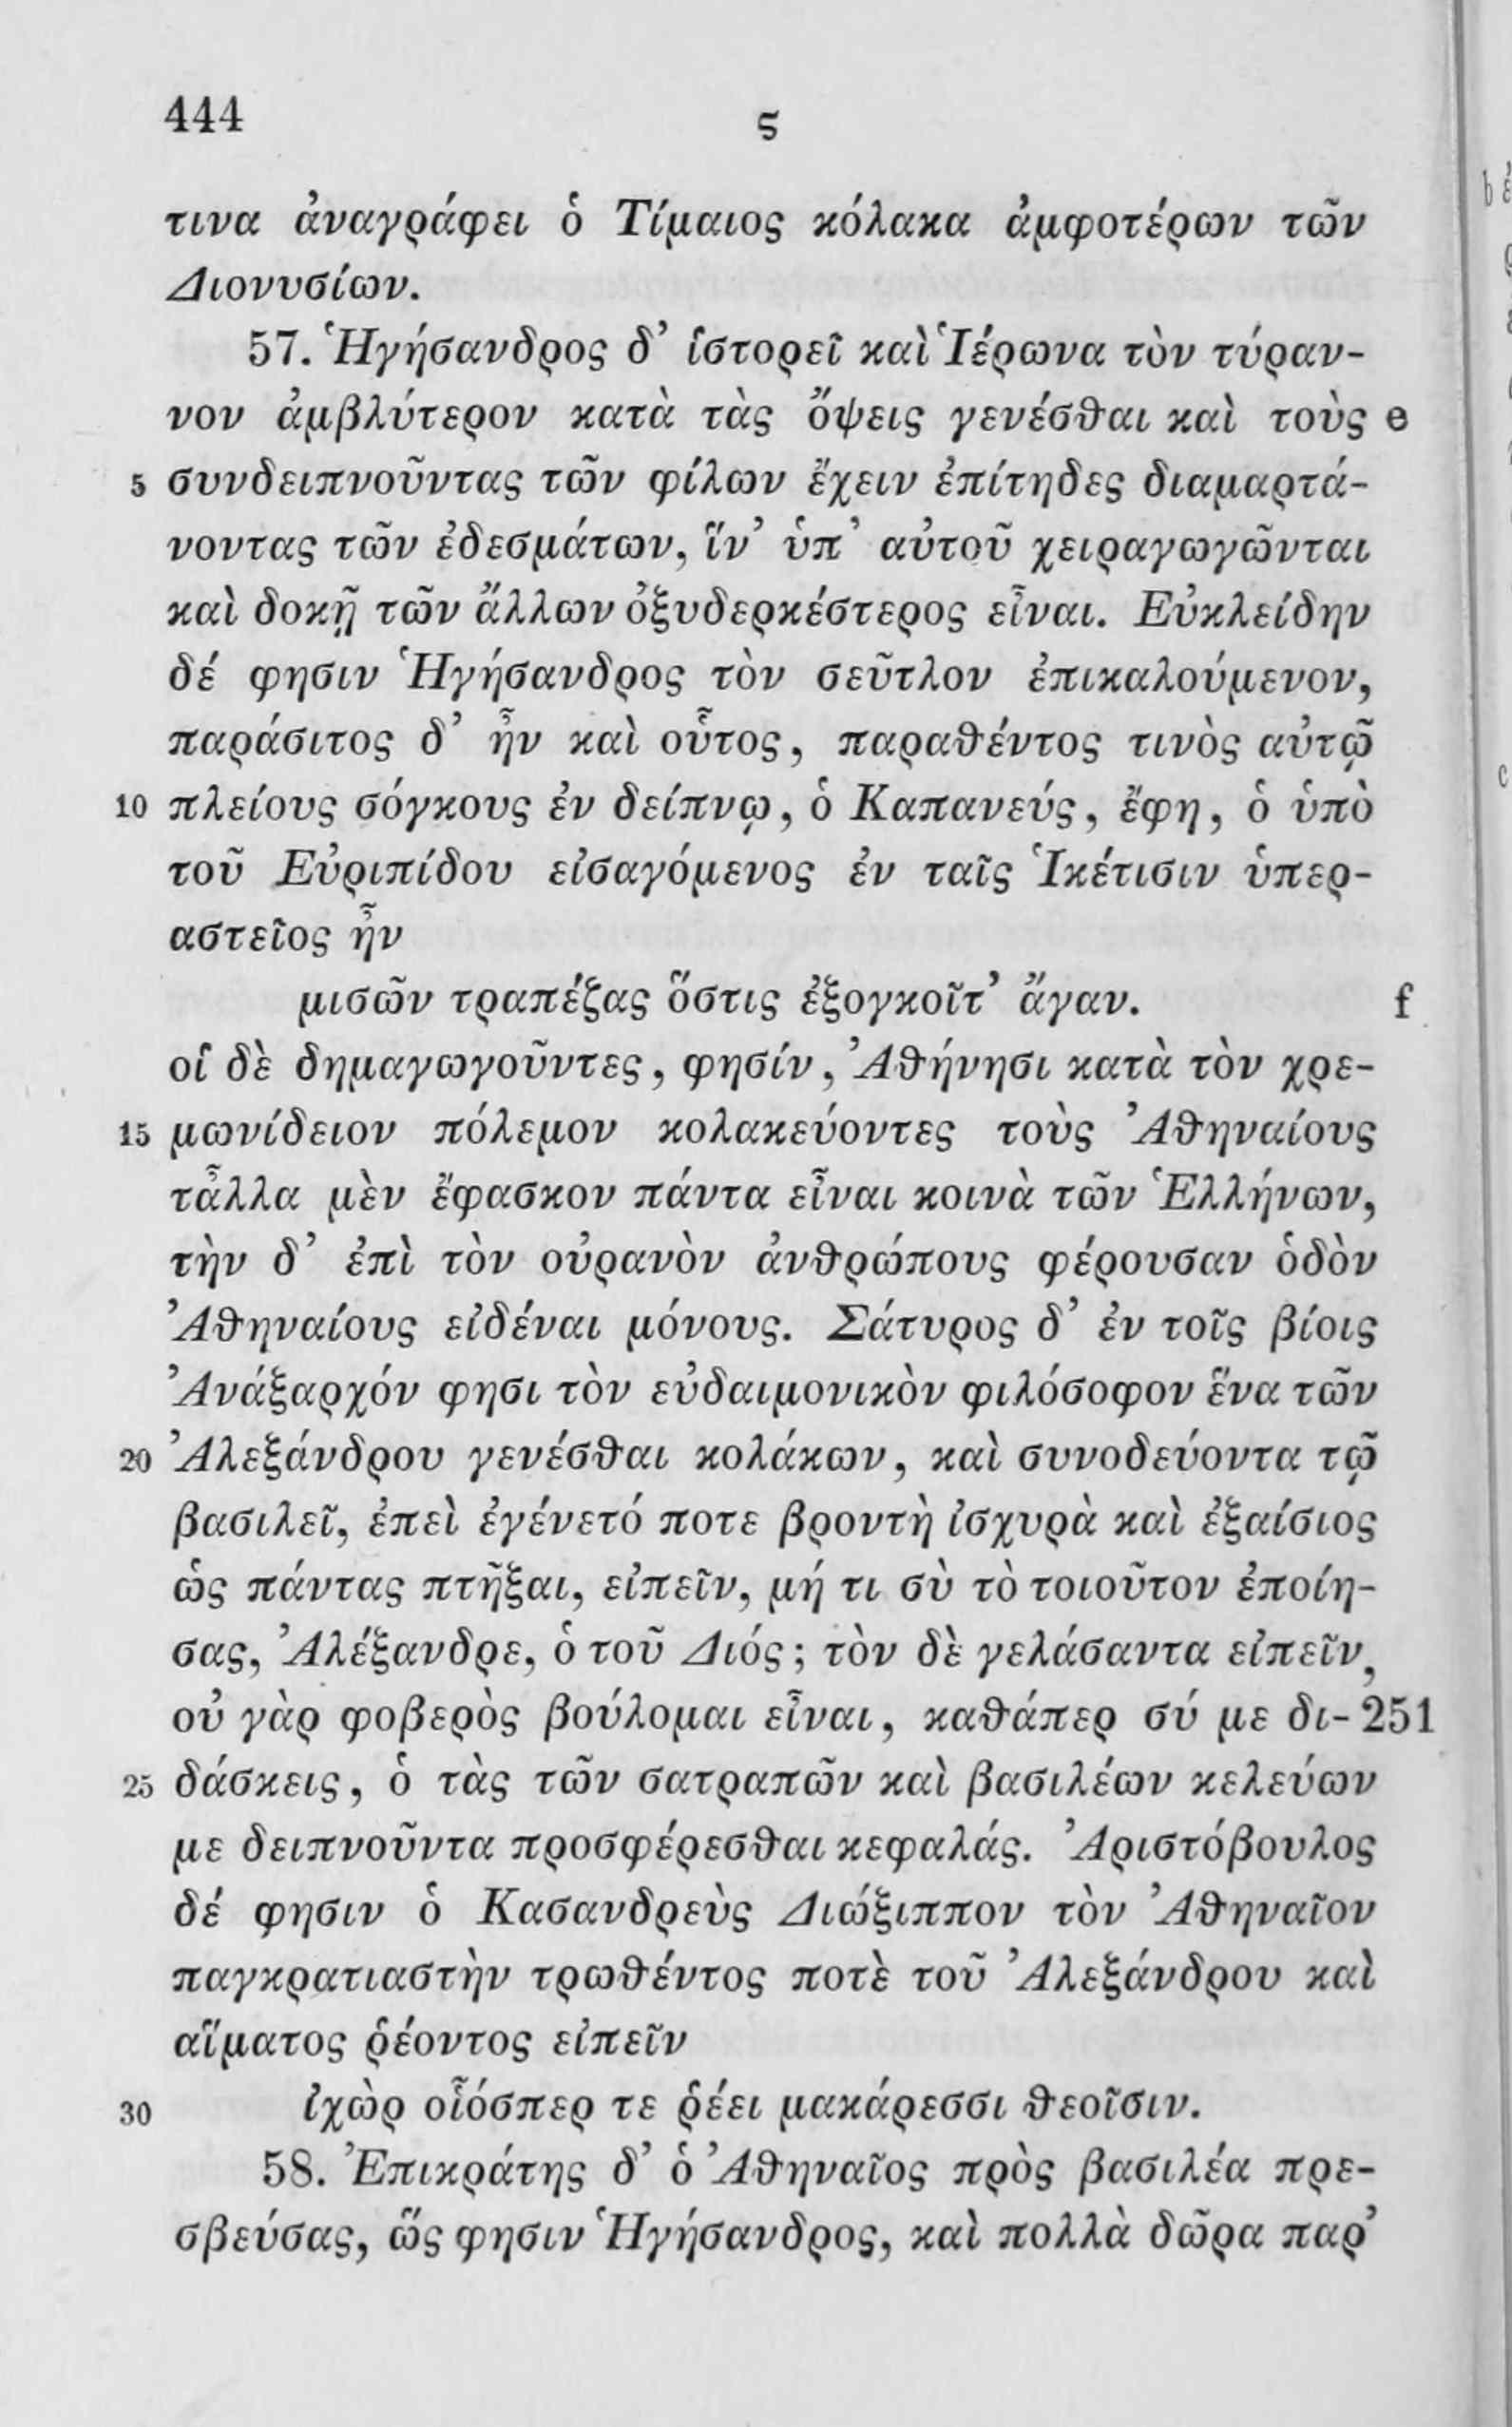 444 ϛ
τινα ἀναγράφει ὁ Τίμαιος κόλακα ἀμφοτέρων τῶν
Διονυσίων.
57. Ἡγήσανδρος δ’ ἱστορεῖ καὶ Ἱέρωνα τὸν τύραν-
νον ἀμβλύτερον κατὰ τὰς ὄψεις γενέσθαι καὶ τοὺς e
5 συνδειπνοῦντας τῶν φίλων ἔχειν ἐπίτηδες διαμαρτά-
νοντας τῶν ἐδεσμάτων, ἵν’ ὑπ’ αὐτοῦ χειραγωγῶνται
καὶ δοκῇ τῶν ἄλλων ὀξυδερκέστερος εἶναι. Εὐκλείδην
δέ φησιν Ἡγήσανδρος τὸν σεῦτλον ἐπικαλούμενον,
παράσιτος δ’ ἦν καὶ οὗτος, παραθέντος τινὸς αὐτῷ
10 πλείους σόγκους ἐν δείπνῳ, ὁ Καπανεύς, ἔφη, ὁ ὑπὸ
τοῦ Εὐριπίδου εἰσαγόμενος ἐν ταῖς Ἱκέτισιν ὑπερ-
αστεῖος ἦν
μισῶν τραπέζας ὅστις ἐξογκοῖτ’ ἄγαν. f
οἱ δὲ δημαγωγοῦντες, φησίν, Ἀθήνησι κατὰ τὸν χρε-
15 μωνίδειον πόλεμον κολακεύοντες τοὺς Ἀθηναίους
τἆλλα μὲν ἔφασκον πάντα εἶναι κοινὰ τῶν Ἑλλήνων,
τὴν δ’ ἐπὶ τὸν οὐρανὸν ἀνθρώπους φέρουσαν ὁδὸν
Ἀθηναίους εἰδέναι μόνους. Σάτυρος δ’ ἐν τοῖς βίοις
Ἀνάξαρχόν φησι τὸν εὐδαιμονικὸν φιλόσοφον ἕνα τῶν
20 Ἀλεξάνδρου γενέσθαι κολάκων, καὶ συνοδεύοντα τῷ
βασιλεῖ, ἐπεὶ ἐγένετό ποτε βροντὴ ἰσχυρὰ καὶ ἐξαίσιος
ὡς πάντας πτῆξαι, εἰπεῖν, μή τι σὺ τὸ τοιοῦτον ἐποίη-
σας, Ἀλέξανδρε, ὁ τοῦ Διός; τὸν δὲ γελάσαντα εἰπεῖν,
οὐ γὰρ φοβερὸς βούλομαι εἶναι, καθάπερ σύ με δι- 251
25 δάσκεις, ὁ τὰς τῶν σατραπῶν καὶ βασιλέων κελεύων
με δειπνοῦντα προσφέρεσθαι κεφαλάς. Ἀριστόβουλος
δέ φησιν ὁ Κασανδρεὺς Διώξιππον τὸν Ἀθηναῖον
παγκρατιαστὴν τρωθέντος ποτὲ τοῦ Ἀλεξάνδρου καὶ
αἵματος ῥέοντος εἰπεῖν
30 ἰχὼρ οἷόσπερ τε ῥέει μακάρεσσι θεοῖσιν.
58. Ἐπικράτης δ’ ὁ Ἀθηναῖος πρὸς βασιλέα πρε-
σβεύσας, ὥς φησιν Ἡγήσανδρος, καὶ πολλὰ δῶρα παρ’